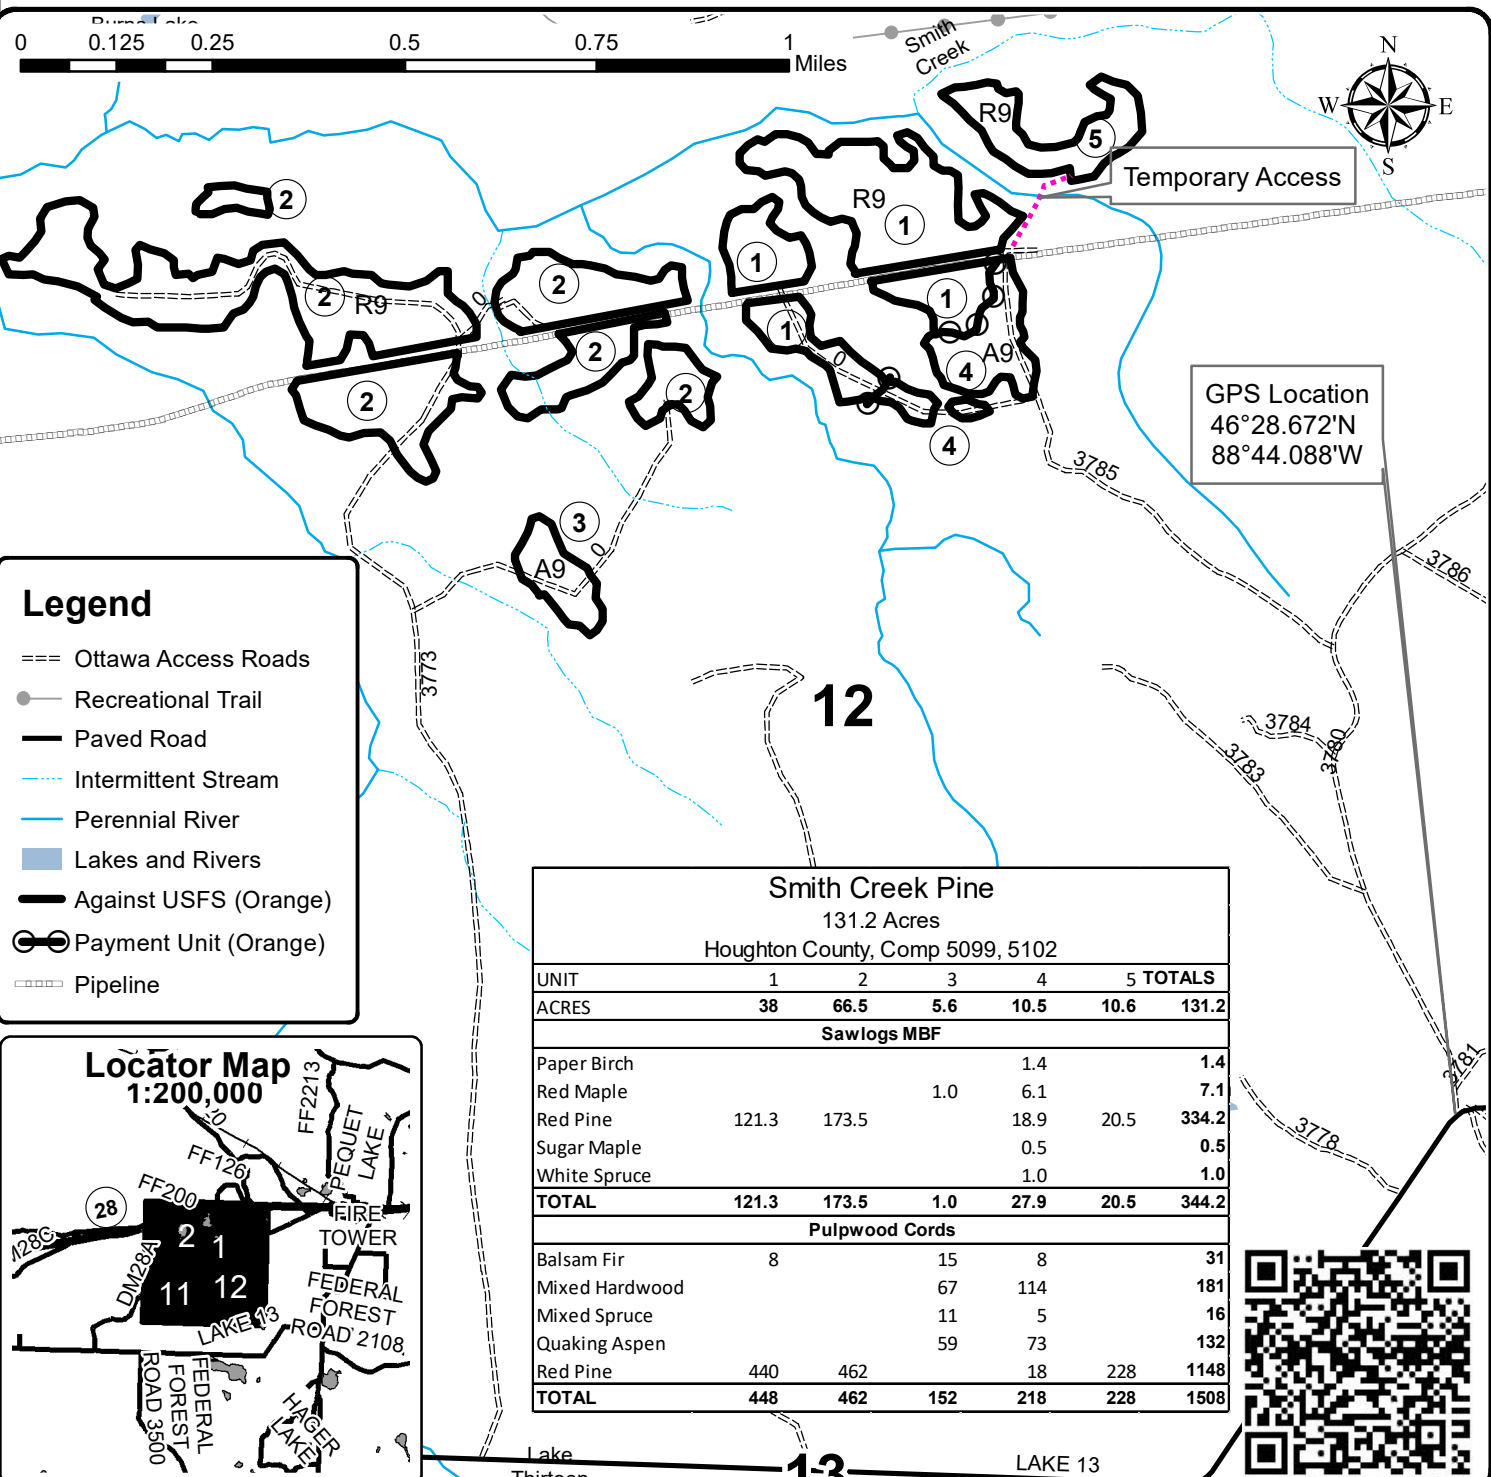 Burns Lake
0 0.125 0.25 0.5 0.75 1
Miles
Smith
Creek
N
W E
S
R9
5
Temporary Access
2
R9
1
1
2
2
R9
1
1
2
0
0
A9
4
2
2
4
GPS Location
46°28.672'N
88°44.088'W
3785
3
0
A9
3786
3773
12
3784
3780
3783
3781
3778
Legend
Ottawa Access Roads
Recreational Trail
Paved Road
Intermittent Stream
Perennial River
Lakes and Rivers
Against USFS (Orange)
Payment Unit (Orange)
Pipeline
Smith Creek Pine
131.2 Acres
Houghton County, Comp 5099, 5102
UNIT 1 2 3 4 5 TOTALS
ACRES 38 66.5 5.6 10.5 10.6 131.2
Sawlogs MBF
Paper Birch 1.4 1.4
Red Maple 1.0 6.1 7.1
Red Pine 121.3 173.5 18.9 20.5 334.2
Sugar Maple 0.5 0.5
White Spruce 1.0 1.0
TOTAL 121.3 173.5 1.0 27.9 20.5 344.2
Pulpwood Cords
Balsam Fir 8 15 8 31
Mixed Hardwood 67 114 181
Mixed Spruce 11 5 16
Quaking Aspen 59 73 132
Red Pine 440 462 18 228 1148
TOTAL 448 462 152 218 228 1508
Locator Map
1:200,000
FF2213
PEQUET
LAKE
FF126
FF200
28
M28C
DM28A
2
1
11
12
FIRE
TOWER
FEDERAL
FOREST
ROAD 2108
LAKE 13
FEDERAL
FOREST
ROAD 3500
HAGER
LAKE
Lake
Thirteen
13
LAKE 13